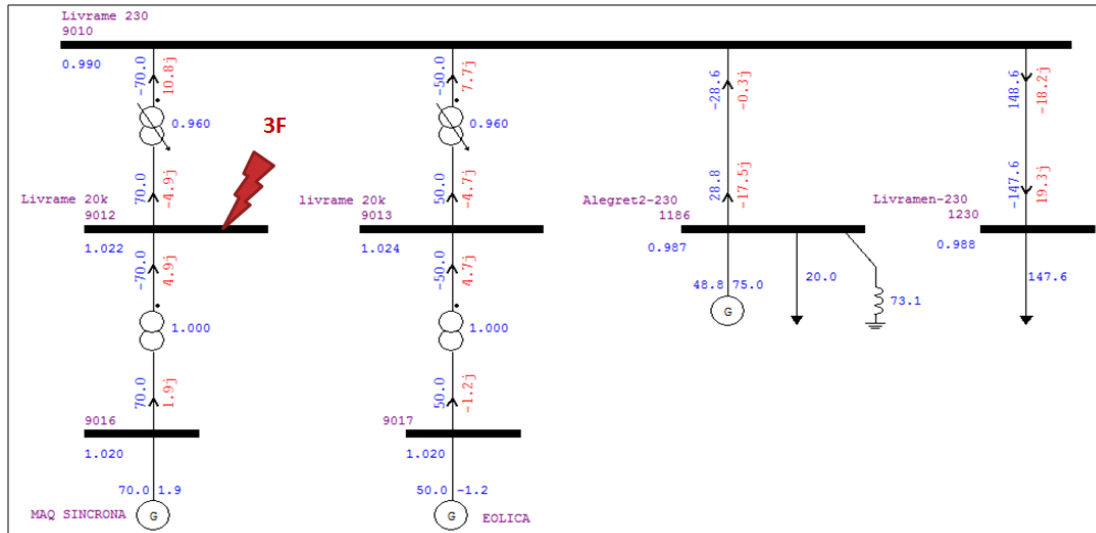 Livrame 230
9010
0.990
-70.0
10.8j
0.960
70.0
-4.9j
-50.0
7.7j
0.960
50.0
-4.7j
-28.6
-0.3j
28.8
-17.5j
148.6
-18.2j
-147.6
19.3j
3F
Livrame 20k
9012
1.022
livrame 20k
9013
1.024
Alegret2-230
1186
0.987
Livramen-230
1230
0.988
-70.0
4.9j
1.000
70.0
1.9j
-50.0
4.7j
1.000
50.0
-1.2j
48.8 75.0
G
20.0
73.1
147.6
9016
1.020
70.0 1.9
MAQ SINCRONA
G
9017
1.020
50.0 -1.2
G
EOLICA